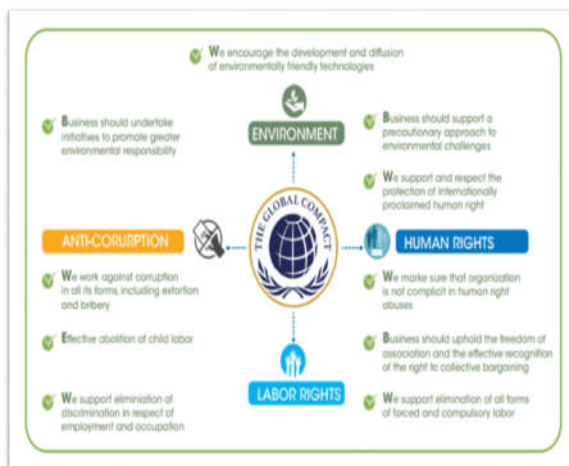 We encourage the development and diffusion
of environmentally friendly technologies
Business should undertake
initiatives to promote greater
environmental responsibility
ENVIRONMENT
Business should support a
precautionary approach to
environmental challenges
We support and respect the
protection of internationally
proclaimed human right
ANTI-CORURPTION
THE GLOBAL COMPACT
HUMAN RIGHTS
We work against corruption
in all its forms, including extortion
and bribery
We marke sure that organization
is not complicit in human right
abuses
Effective abolition of child labor
Business should uphold the freedom of
association and the effective recognition
of the right to collective bargaining
LABOR RIGHTS
We support eliminiation of
discrimination in respect of
employment and occupation
We support elimination of all forms
of forced and compulsory labor